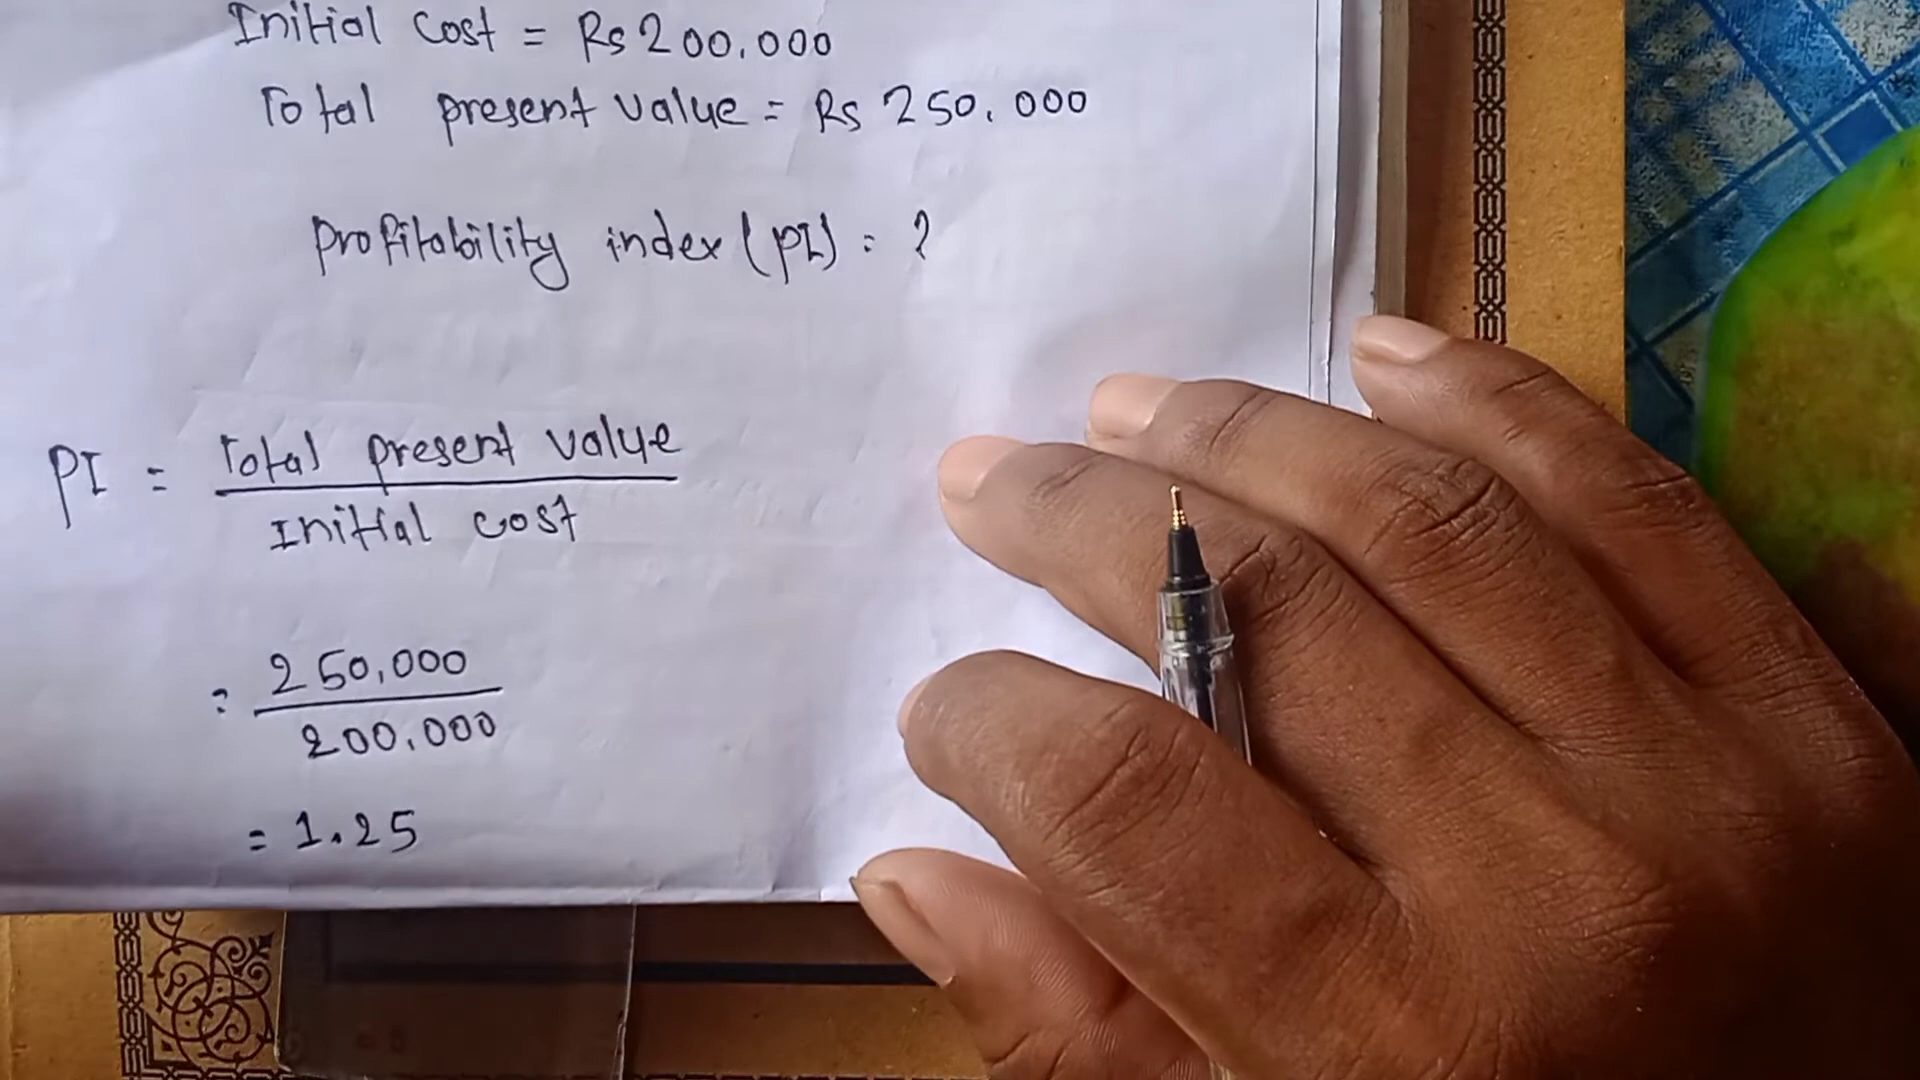 Initial cost = Rs 200,000
Total present value = Rs 250,000
profitability index (PI) = ?
PI = Total present value
Initial cost
= 250,000
200,000
= 1.25